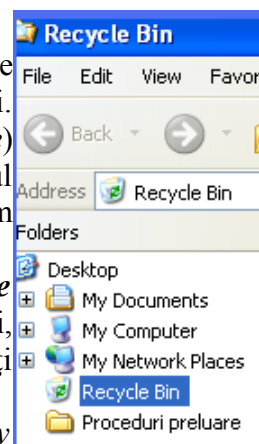 Recycle Bin
File Edit View Favor
Back
Address Recycle Bin
Folders
Desktop
My Documents
My Computer
My Network Places
Recycle Bin
Proceduri preluare